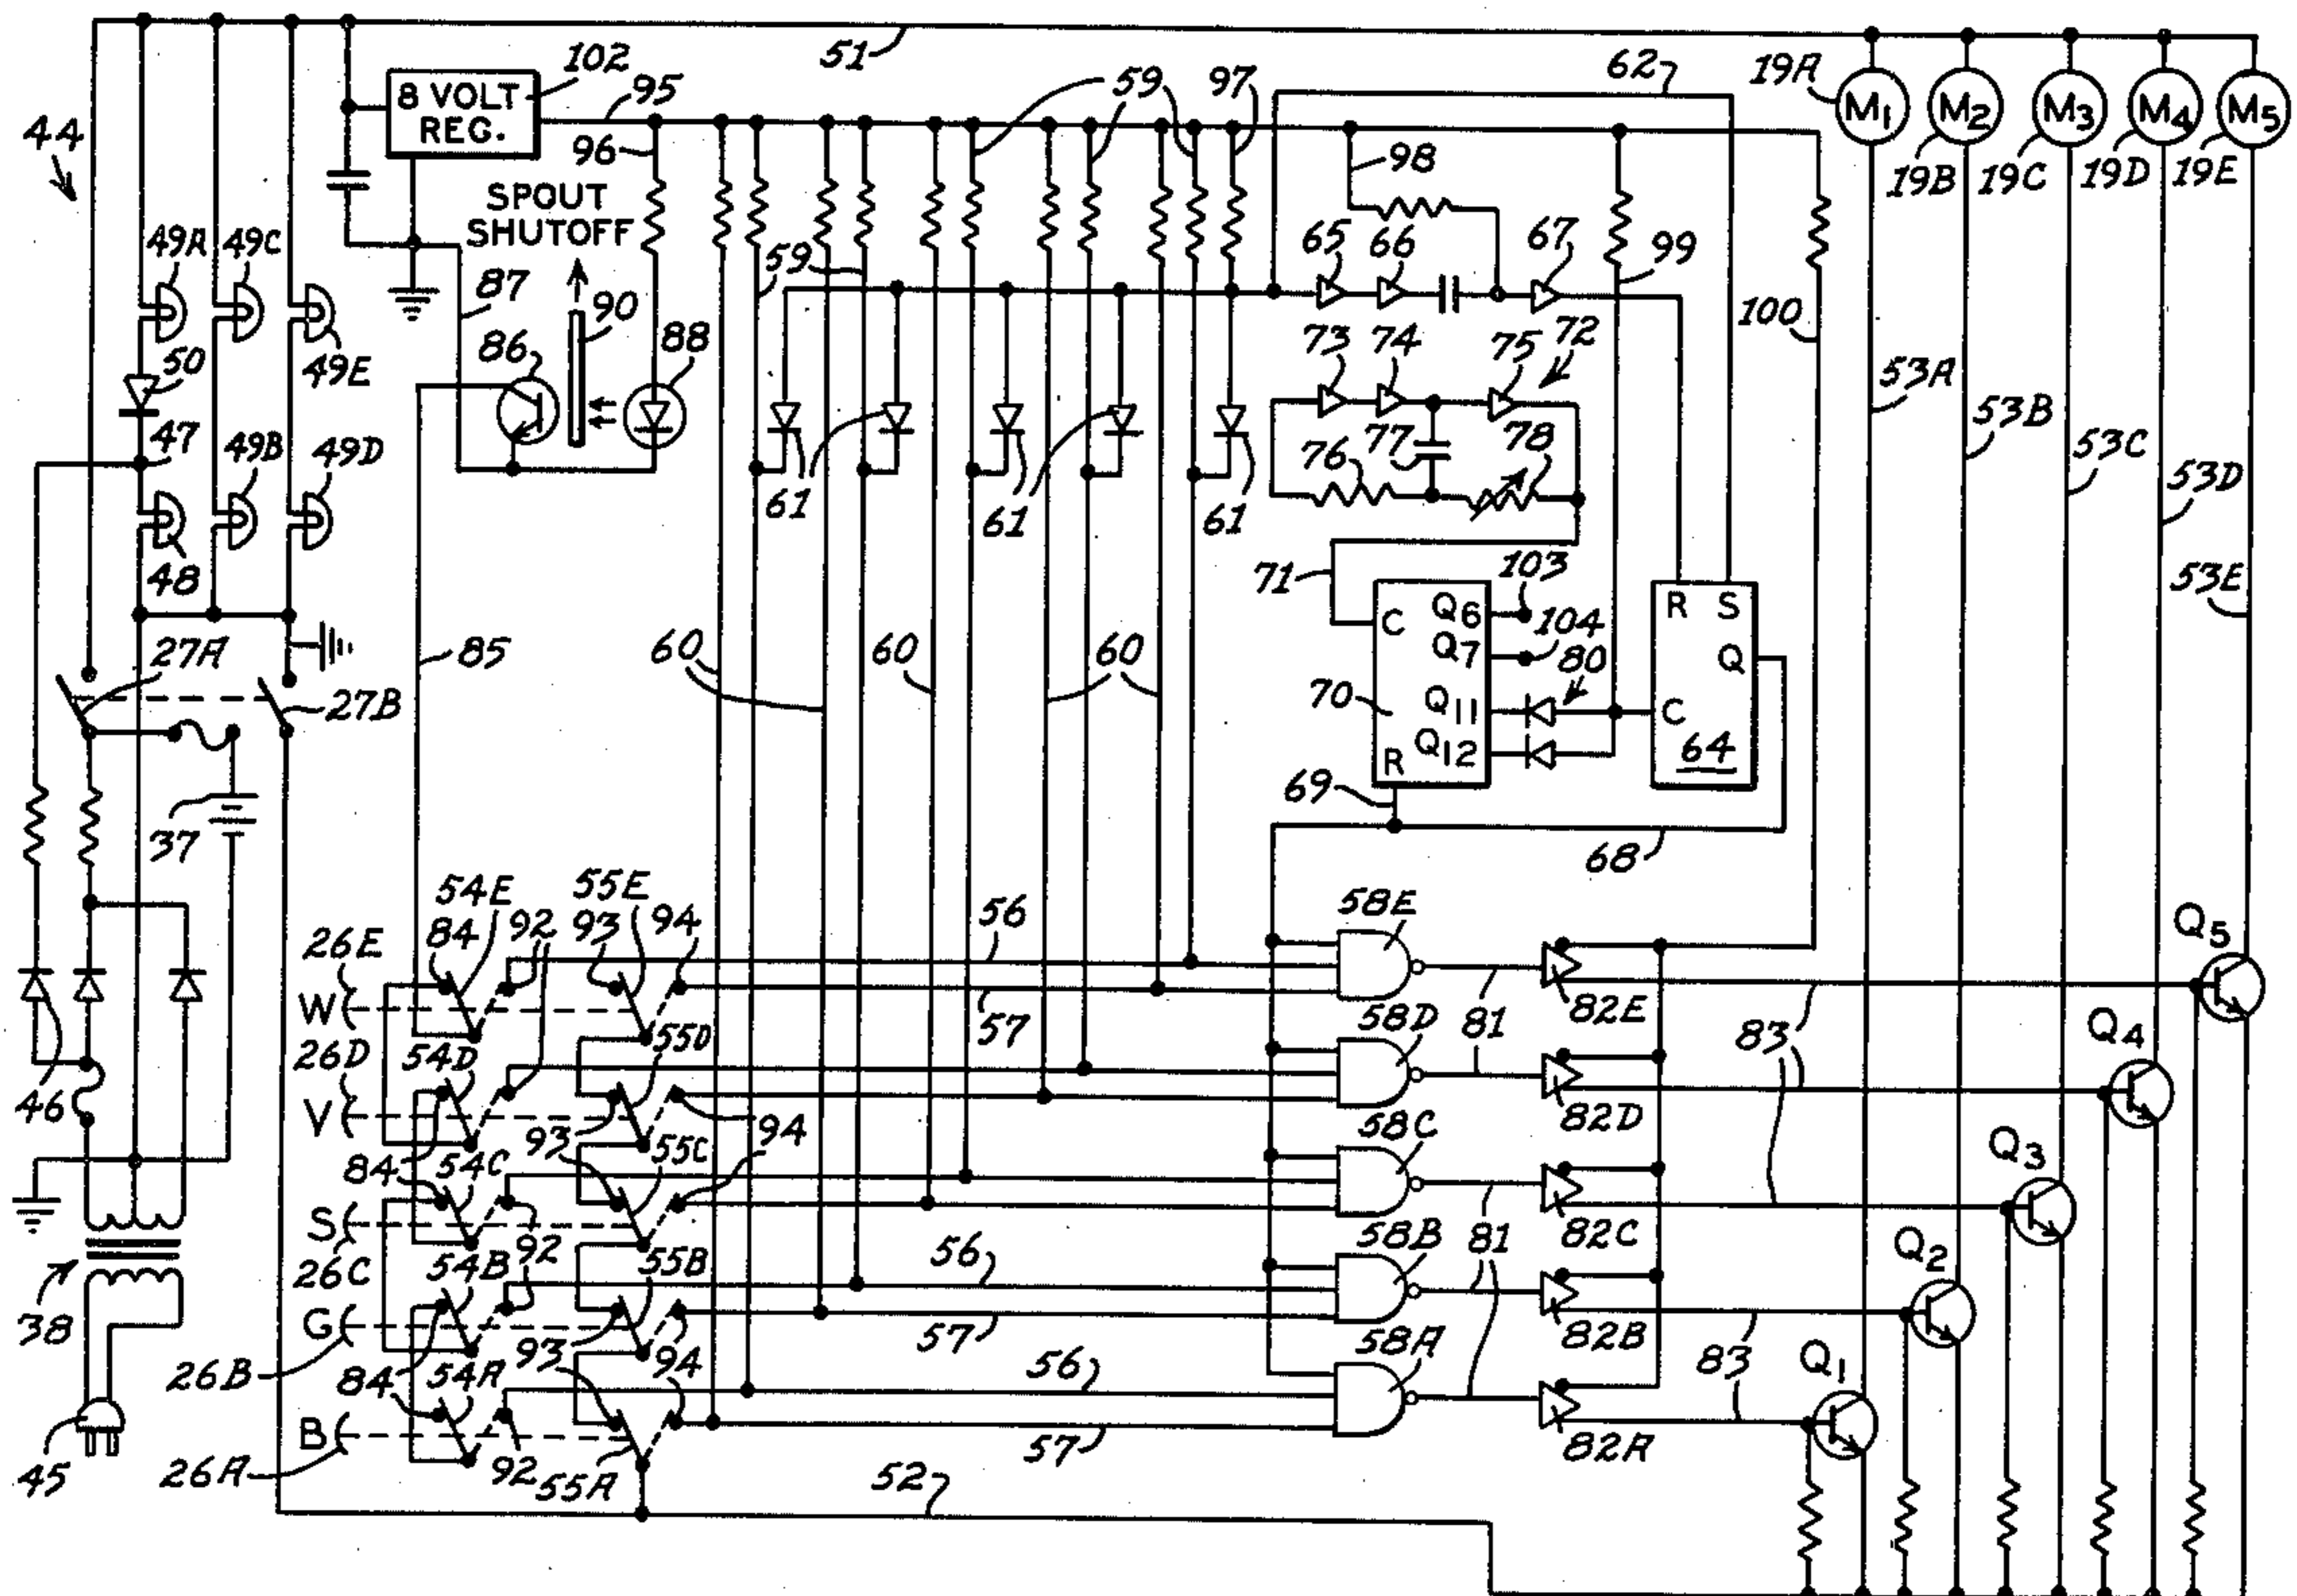 51
102
8 VOLT
REG.
95
59
97
62
19A
M1
M2
M3
M4
M5
44
96
98
19B
19C
19D
19E
SPOUT
SHUTOFF
49A
49C
59
65
66
67
99
87
90
100
50
49E
86
88
73
74
75
72
53A
47
49B
49D
77
78
76
53B
53C
53D
61
61
61
48
71
103
53E
C
Q6
R
S
104
27A
85
60
60
60
Q7
80
Q
27B
70
Q11
C
Q12
64
R
37
69
68
54E
55E
84
92
93
94
56
58E
26E
Q5
W
57
58D
81
82E
26D
54D
55D
83
Q4
46
V
93
94
58C
82D
84
54C
55C
Q3
S
92
56
58B
81
82C
26C
54B
55B
Q2
38
G
93
94
57
58A
82B
26B
84
54A
56
83
Q1
B
45
26A
92
55A
52
57
82A